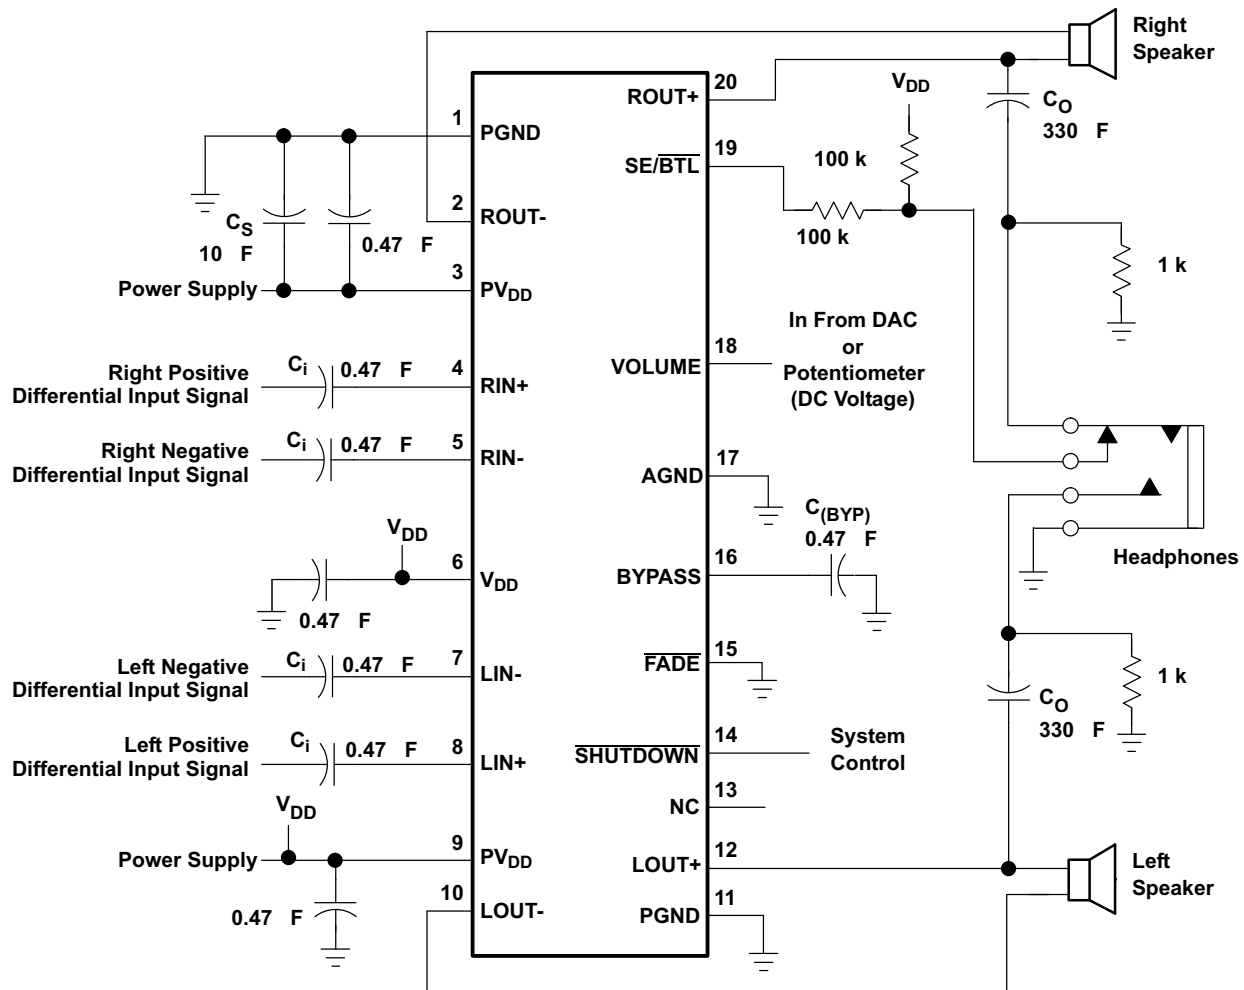 Right
Speaker
20
ROUT+
VDD
CO
330 F
1
PGND
19
SE/BTL
100 k
100 k
CS
10 F
0.47 F
2
ROUT-
1 k
3
Power Supply
PVDD
In From DAC
or
Potentiometer
(DC Voltage)
18
VOLUME
Right Positive
Differential Input Signal
Ci
0.47 F
4
RIN+
Right Negative
Differential Input Signal
Ci
0.47 F
5
RIN-
17
AGND
C(BYP)
0.47 F
VDD
6
VDD
0.47 F
16
BYPASS
Headphones
15
FADE
Left Negative
Differential Input Signal
Ci
0.47 F
7
LIN-
1 k
CO
330 F
Left Positive
Differential Input Signal
Ci
0.47 F
8
LIN+
14
SHUTDOWN
System
Control
13
NC
VDD
Power Supply
9
PVDD
12
LOUT+
Left
Speaker
0.47 F
10
LOUT-
11
PGND